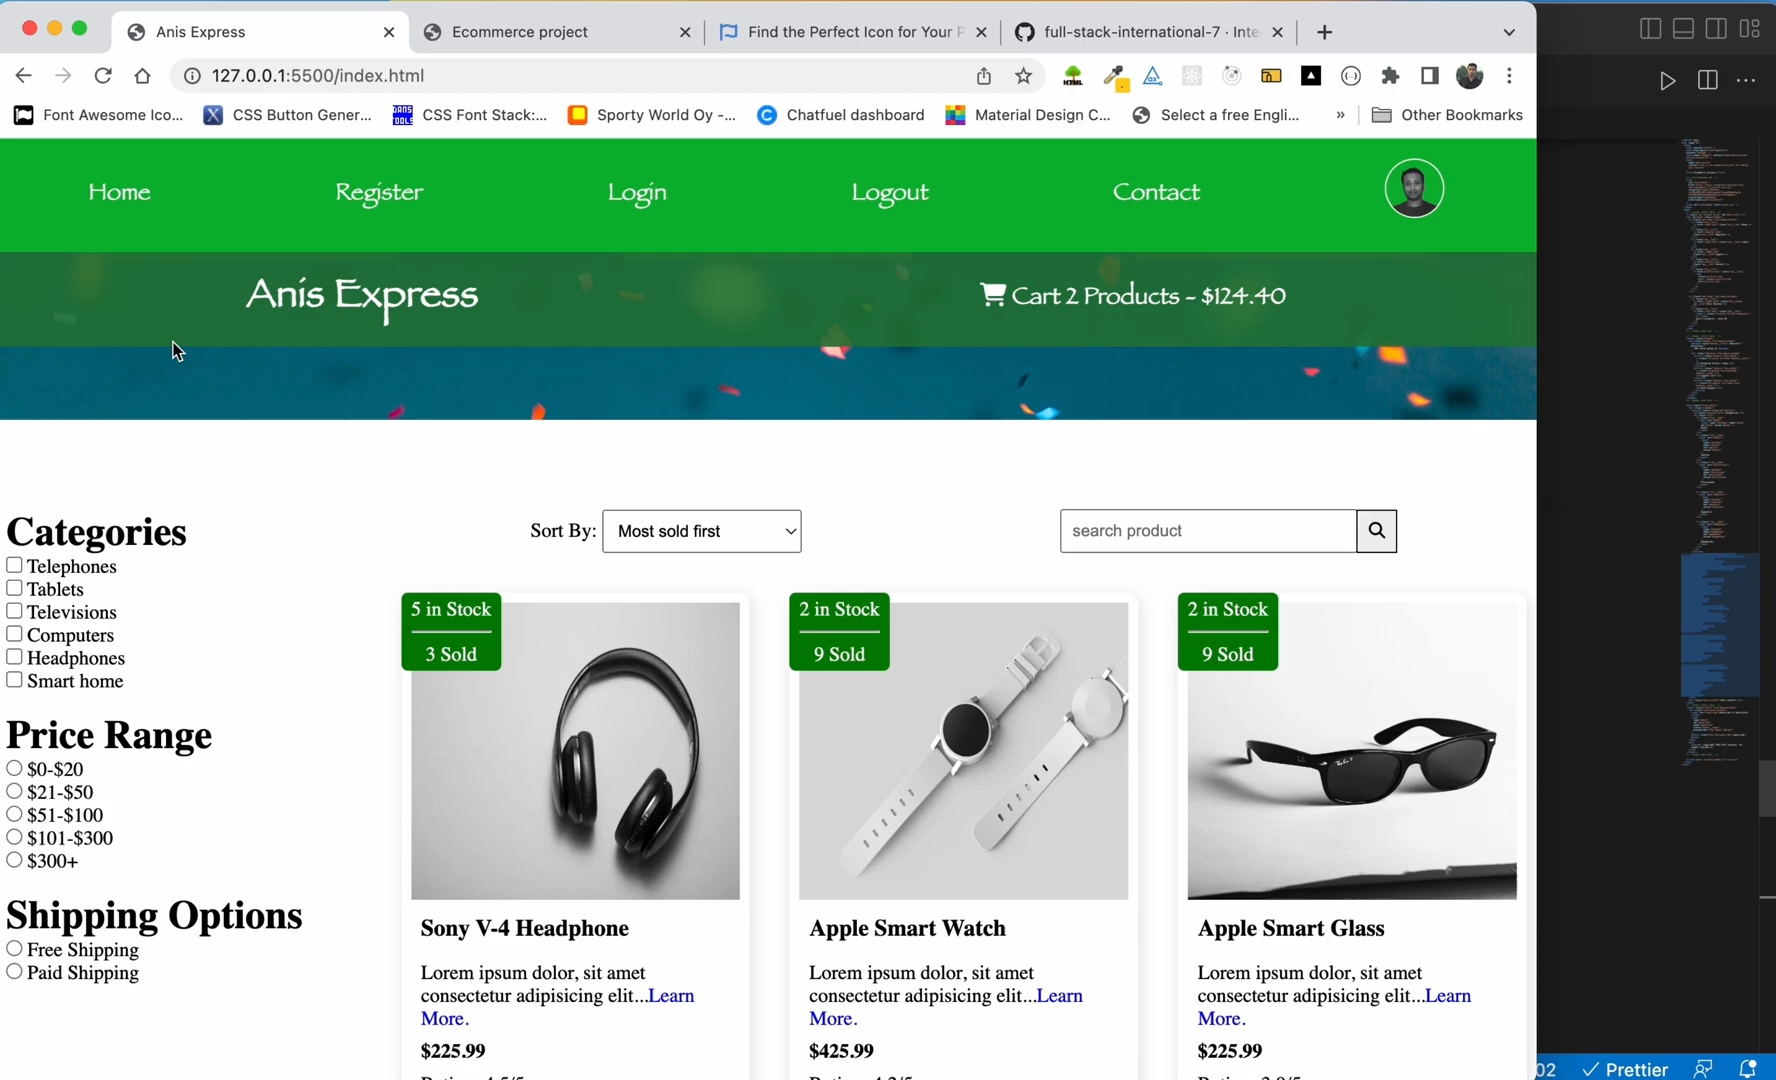 Anis Express
Ecommerce project
Find the Perfect Icon for Your P
full-stack-international-7 · Inte
127.0.0.1:5500/index.html
Font Awesome Ico...
CSS Button Gener...
CSS Font Stack:...
Sporty World Oy -...
Chatfuel dashboard
Material Design C...
Select a free Engli...
»
Other Bookmarks
Home
Register
Login
Logout
Contact
Anis Express
Cart 2 Products - $124.40
Categories
Telephones
Tablets
Televisions
Computers
Headphones
Smart home
Price Range
$0-$20
$21-$50
$51-$100
$101-$300
$300+
Shipping Options
Free Shipping
Paid Shipping
Sort By:
Most sold first
search product
5 in Stock
3 Sold
Sony V-4 Headphone
Lorem ipsum dolor, sit amet
consectetur adipisicing elit...Learn
More.
$225.99
2 in Stock
9 Sold
Apple Smart Watch
Lorem ipsum dolor, sit amet
consectetur adipisicing elit...Learn
More.
$425.99
2 in Stock
9 Sold
Apple Smart Glass
Lorem ipsum dolor, sit amet
consectetur adipisicing elit...Learn
More.
$225.99
02
Prettier